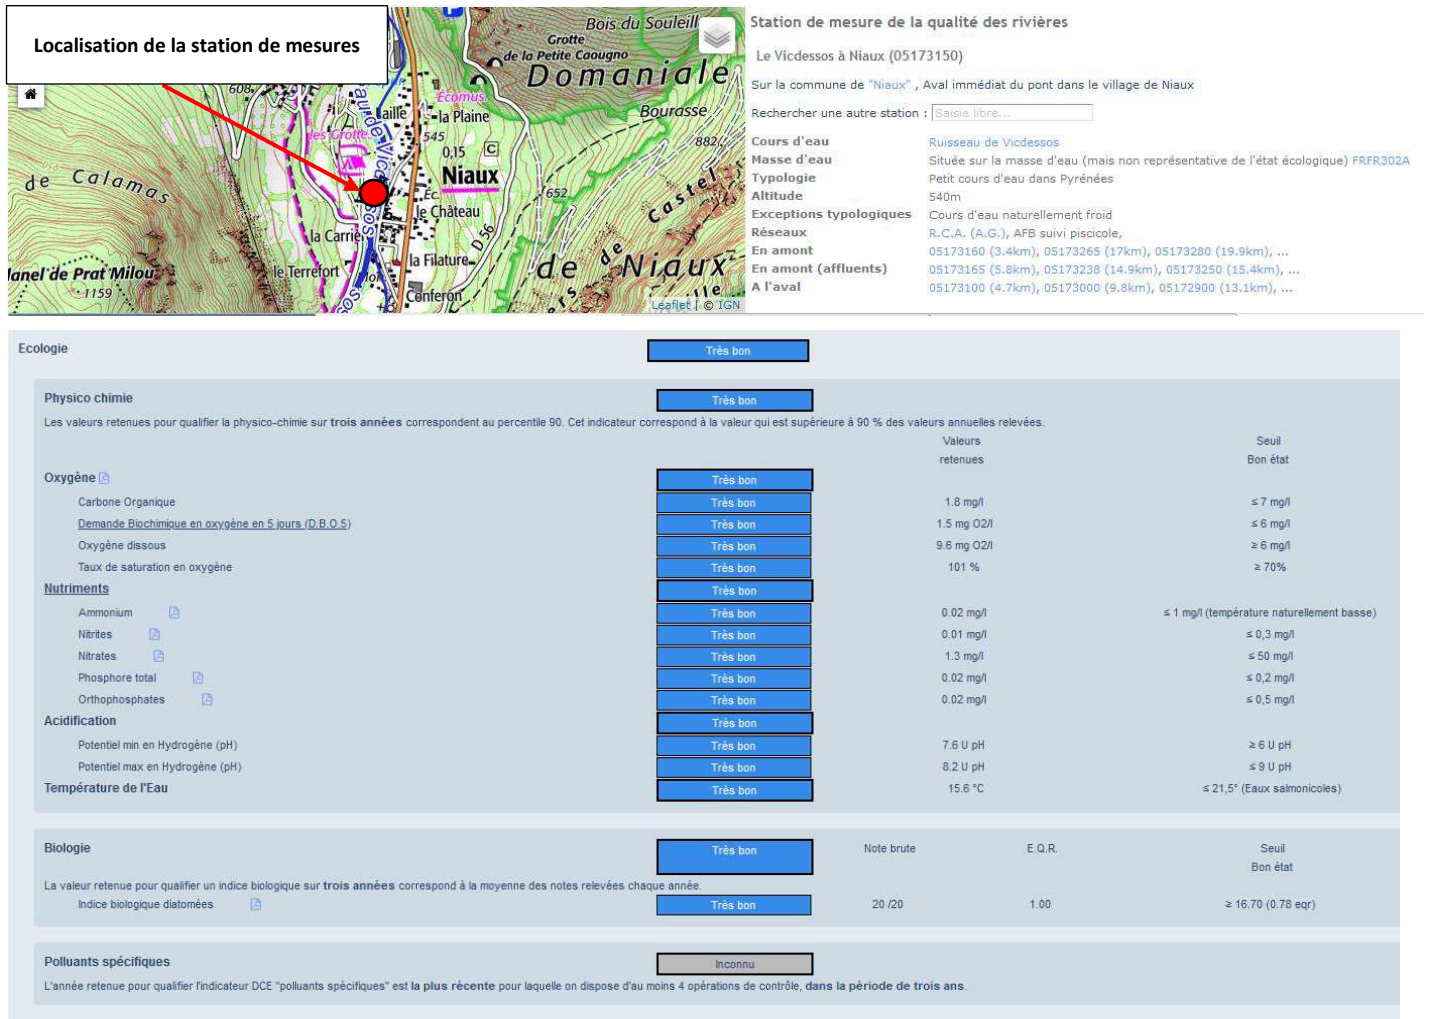 Localisation de la station de mesures
P
Bois du Souleill
Grotte
de la Petite Caougno
Domaniale
608
Ecomus.
aille
la Plaine
Bourasse
les Grottes
545
882
0,15
C
de Calamas
Niaux
652
Castel
Éc.
le Château
la Carriè
D 56
la Filature
anel de Prat Milou
le Terrefort
de Niaux
1159
Conferon
Leaflet | © IGN
Station de mesure de la qualité des rivières
Le Vicdessos à Niaux (05173150)
Sur la commune de "Niaux" , Aval immédiat du pont dans le village de Niaux
Rechercher une autre station : Saisie libre...
Cours d'eau Ruisseau de Vicdessos
Masse d'eau Située sur la masse d'eau (mais non représentative de l'état écologique) FRFR302A
Typologie Petit cours d'eau dans Pyrénées
Altitude 540m
Exceptions typologiques Cours d'eau naturellement froid
Réseaux R.C.A. (A.G.), AFB suivi piscicole,
En amont 05173160 (3.4km), 05173265 (17km), 05173280 (19.9km), ...
En amont (affluents) 05173165 (5.8km), 05173238 (14.9km), 05173250 (15.4km), ...
A l'aval 05173100 (4.7km), 05173000 (9.8km), 05172900 (13.1km), ...
Ecologie Très bon
Physico chimie Très bon
Les valeurs retenues pour qualifier la physico-chimie sur trois années correspondent au percentile 90. Cet indicateur correspond à la valeur qui est supérieure à 90 % des valeurs annuelles relevées.
Valeurs Seuil
retenues Bon état
Oxygène Très bon
Carbone Organique Très bon 1.8 mg/l ≤ 7 mg/l
Demande Biochimique en oxygène en 5 jours (D.B.O.5) Très bon 1.5 mg O2/l ≤ 6 mg/l
Oxygène dissous Très bon 9.6 mg O2/l ≥ 6 mg/l
Taux de saturation en oxygène Très bon 101 % ≥ 70%
Nutriments Très bon
Ammonium Très bon 0.02 mg/l ≤ 1 mg/l (température naturellement basse)
Nitrites Très bon 0.01 mg/l ≤ 0,3 mg/l
Nitrates Très bon 1.3 mg/l ≤ 50 mg/l
Phosphore total Très bon 0.02 mg/l ≤ 0,2 mg/l
Orthophosphates Très bon 0.02 mg/l ≤ 0,5 mg/l
Acidification Très bon
Potentiel min en Hydrogène (pH) Très bon 7.6 U pH ≥ 6 U pH
Potentiel max en Hydrogène (pH) Très bon 8.2 U pH ≤ 9 U pH
Température de l'Eau Très bon 15.6 °C ≤ 21,5° (Eaux salmonicoles)
Biologie Très bon Note brute E.Q.R. Seuil
Bon état
La valeur retenue pour qualifier un indice biologique sur trois années correspond à la moyenne des notes relevées chaque année.
Indice biologique diatomées Très bon 20 /20 1.00 ≥ 16.70 (0.78 eqr)
Polluants spécifiques Inconnu
L'année retenue pour qualifier l'indicateur DCE "polluants spécifiques" est la plus récente pour laquelle on dispose d'au moins 4 opérations de contrôle, dans la période de trois ans.